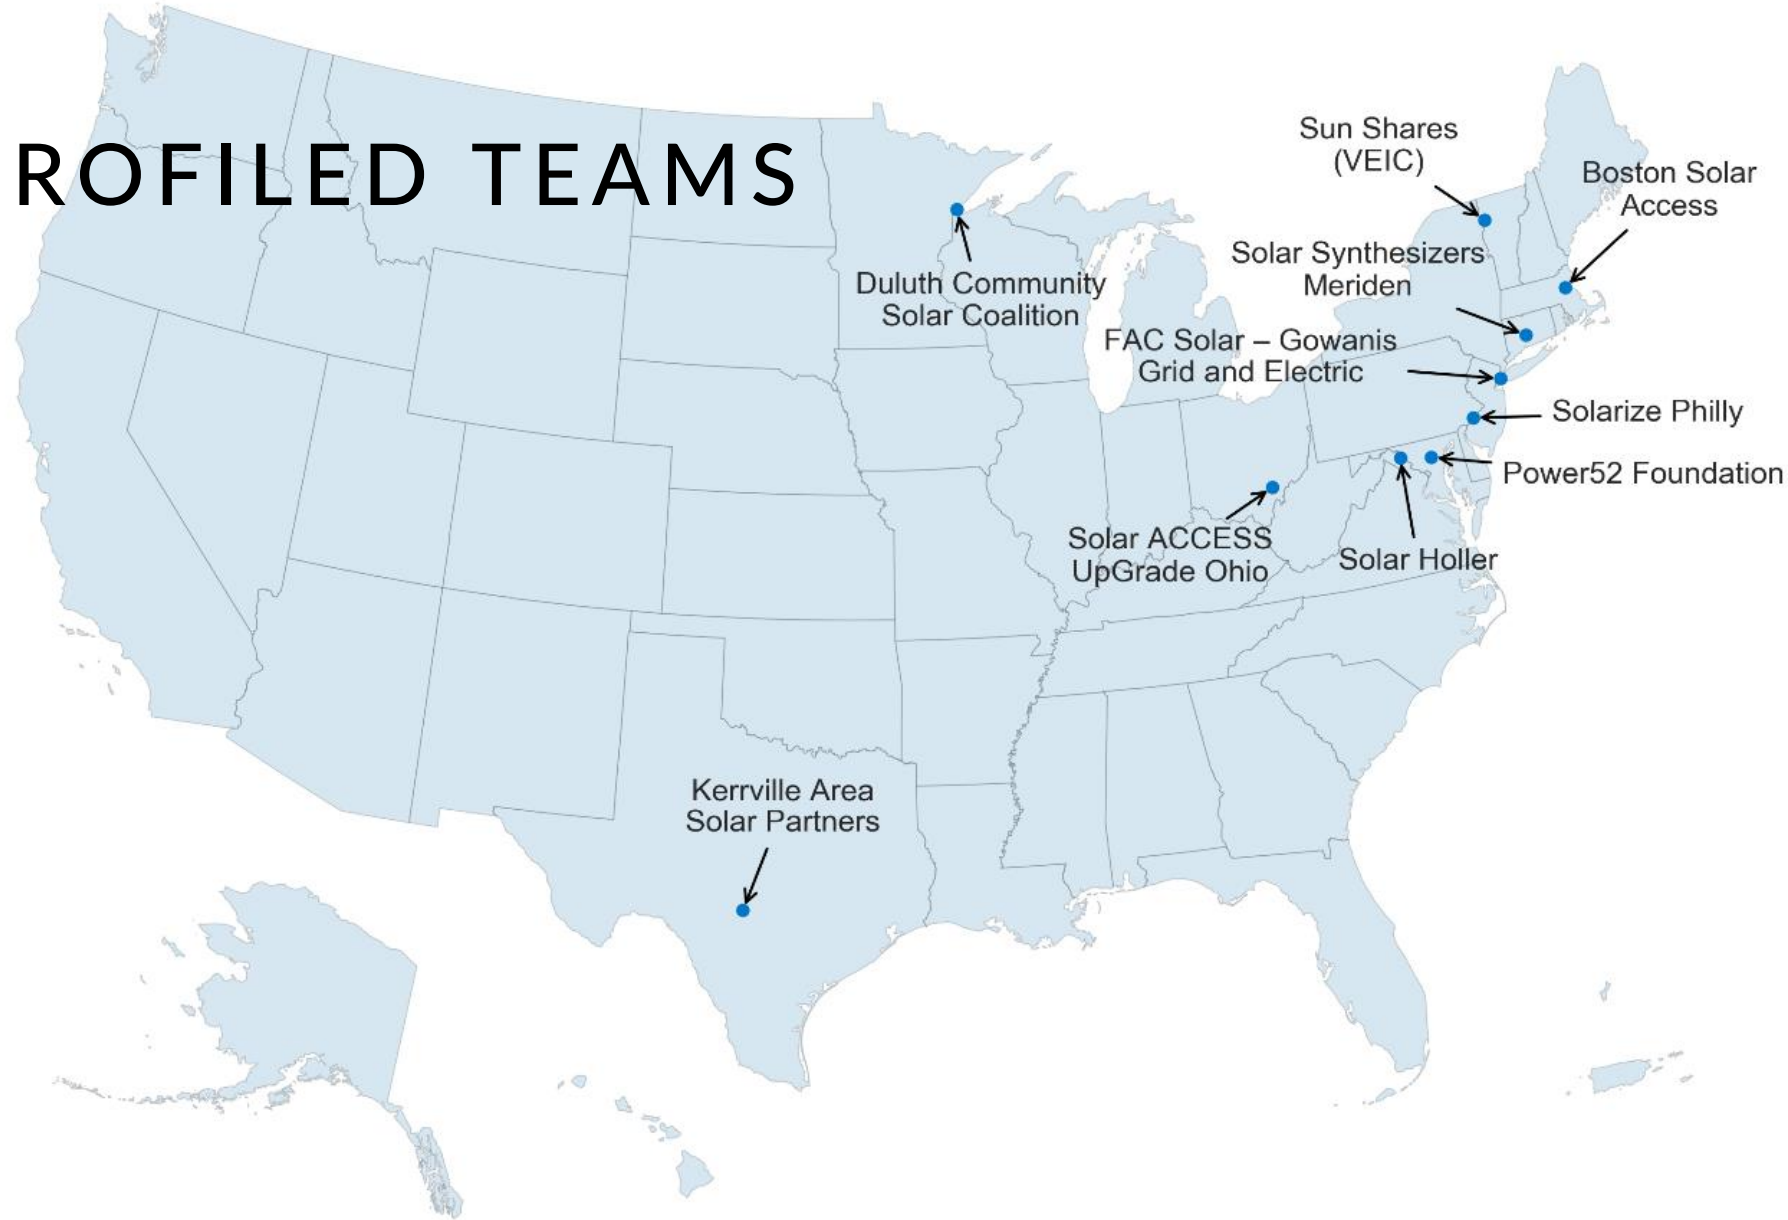 ROFILED TEAMS
Sun Shares
(VEIC)
Boston Solar
Access
Solar Synthesizers
Meriden
Duluth Community
Solar Coalition
FAC Solar – Gowanis
Grid and Electric
Solarize Philly
Power52 Foundation
Solar ACCESS
UpGrade Ohio
Solar Holler
Kerrville Area
Solar Partners